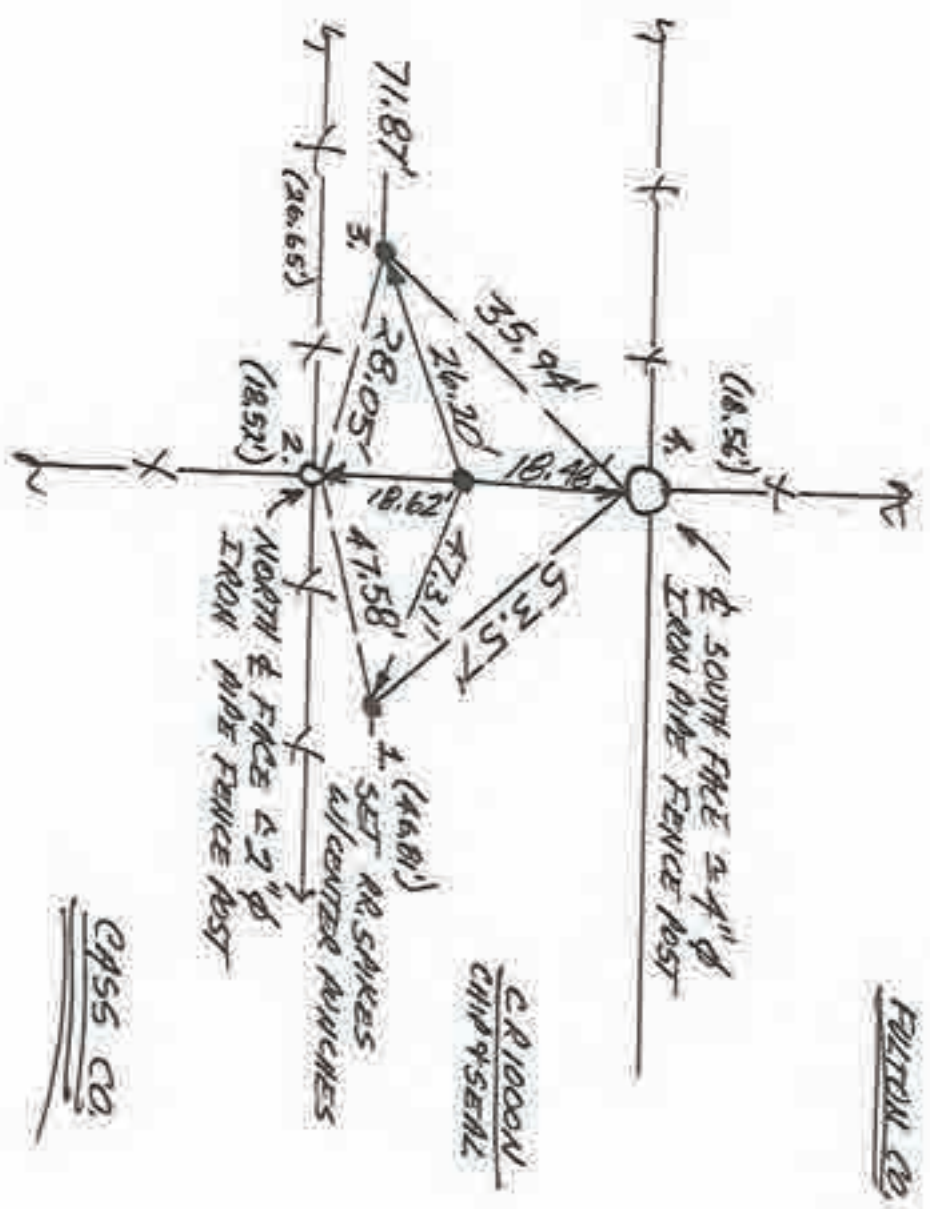 FULTON CO.
℄ SOUTH FACE 4"ø
IRON PIPE FENCE POST
(18.56')
4.
CR 1000N
CHIP & SEAL
35.94'
18.46'
53.57'
26.20'
47.31'
71.87'
3.
28.05'
18.62'
47.58'
1. (46.81')
SET RR. SPIKES
W/CENTER PUNCHES
(26.65')
2.
(18.52')
NORTH ℄ FACE 2"ø
IRON PIPE FENCE POST
CASS CO.